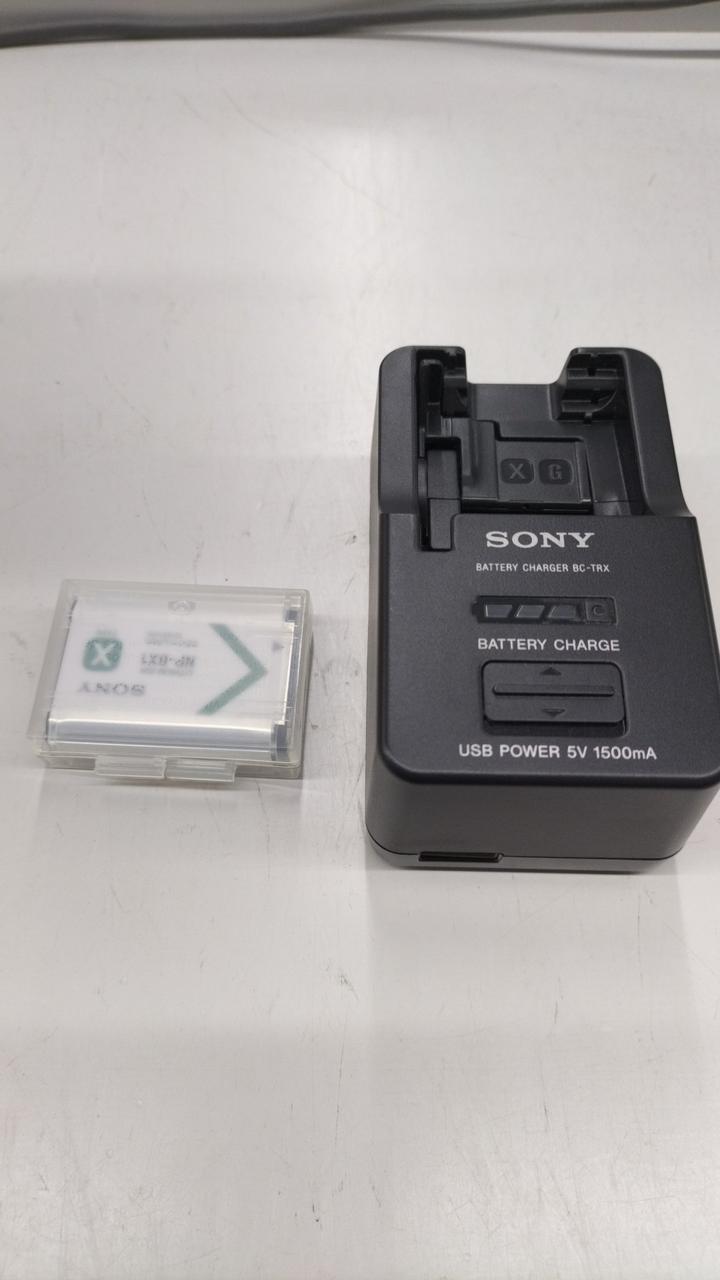 X G
SONY
BATTERY CHARGER BC-TRX
C
BATTERY CHARGE
USB POWER 5V 1500mA
SONY
NP-BX1
X